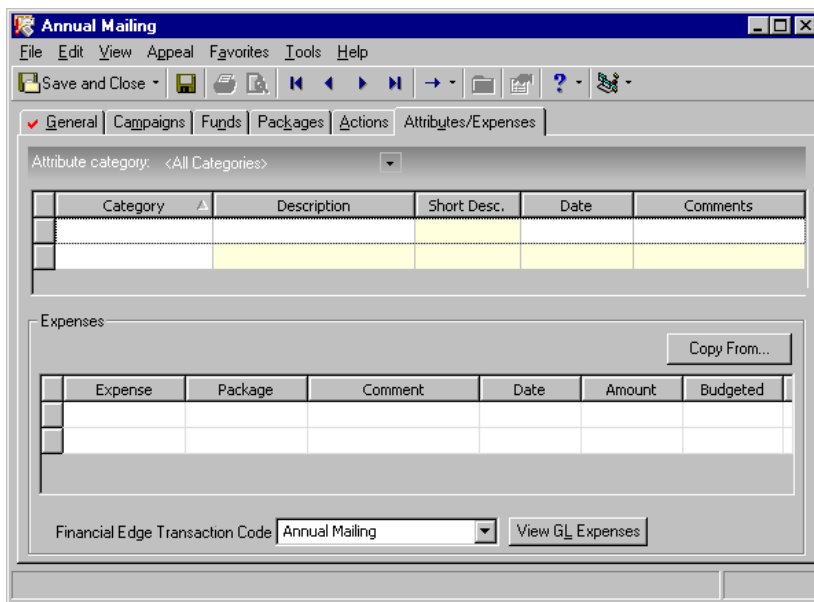 Annual Mailing
File Edit View Appeal Favorites Tools Help
Save and Close ?
General Campaigns Funds Packages Actions Attributes/Expenses
Attribute category: <All Categories>
Category Description Short Desc. Date Comments
Expenses
Copy From...
Expense Package Comment Date Amount Budgeted
Financial Edge Transaction Code Annual Mailing View GL Expenses